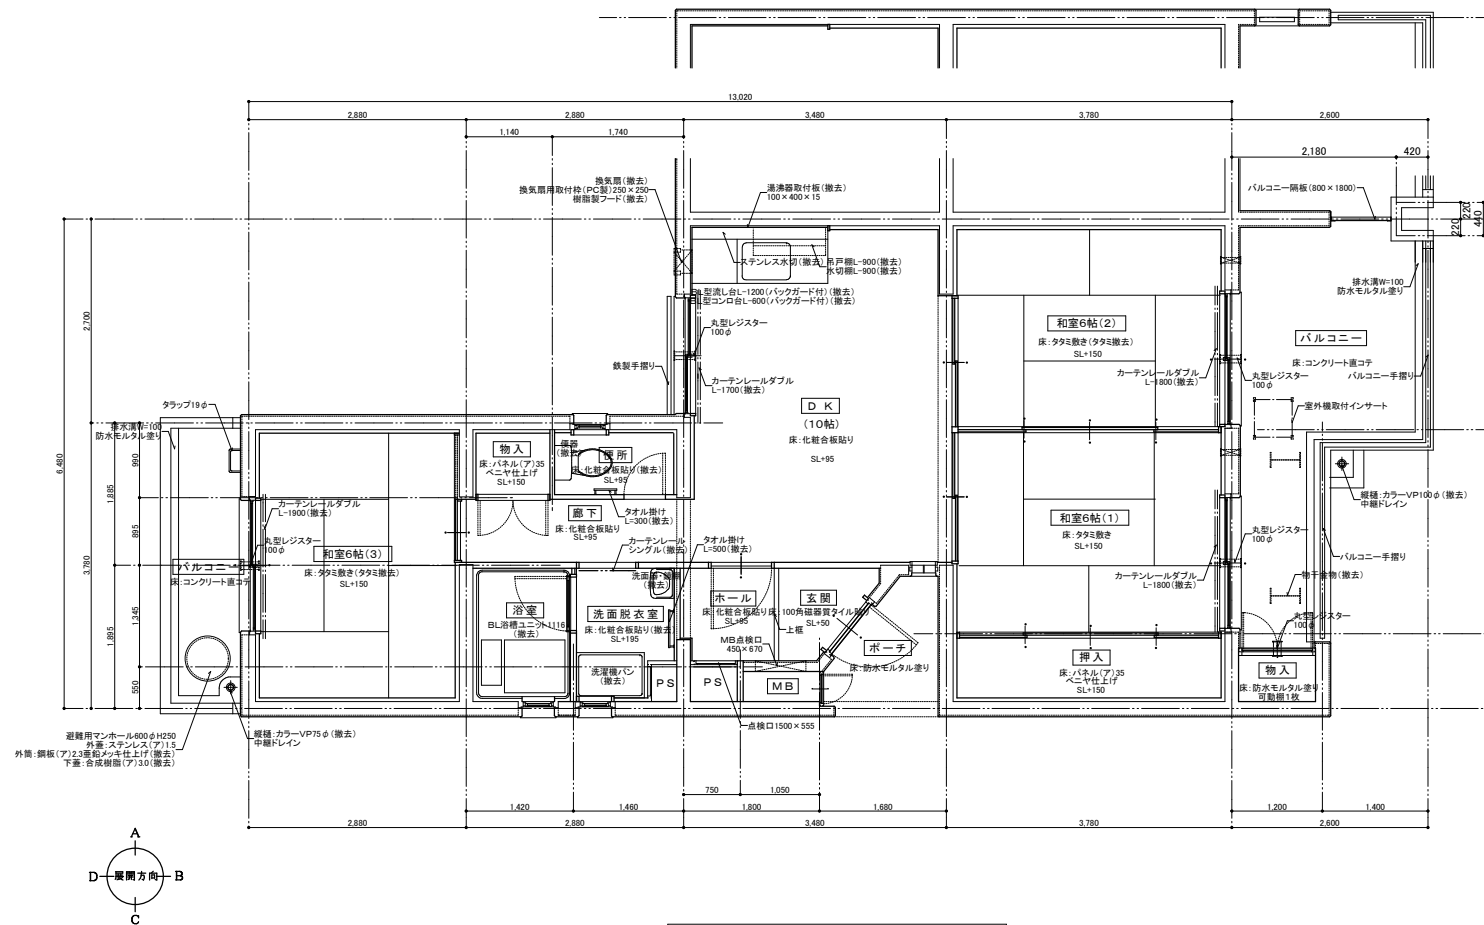 13,020
2,880
2,880
3,480
3,780
2,600
1,140
1,740
2,180
420
換気扇(撤去)
換気扇用取付枠(PC製)250×250
樹脂製フード(撤去)
湯沸器取付板(撤去)
100×400×15
バルコニー隔板(800×1800)
220
220
440
ステンレス水切(撤去)
吊戸棚L-900(撤去)
水切棚L-900(撤去)
BL型流し台L-1200(バックガード付)(撤去)
BL型コンロ台L-600(バックガード付)(撤去)
排水溝W=100
防水モルタル塗り
2,700
6,480
丸型レジスター
100φ
鉄製手摺り
カーテンレールダブル
L-1700(撤去)
和室6帖(2)
床:タタミ敷き(タタミ撤去)
SL+150
カーテンレールダブル
L-1800(撤去)
丸型レジスター
100φ
バルコニー
床:コンクリート直コテ
バルコニー手摺り
室外機取付インサート
DK
(10帖)
床:化粧合板貼り
SL+95
タラップ19φ
排水溝W=100
防水モルタル塗り
990
1,885
895
3,780
1,345
1,895
550
物入
床:パネル(ア)35
ベニヤ仕上げ
SL+150
便器
(撤去)
便所
床:化粧合板貼り(撤去)
SL+95
タオル掛け
L=300(撤去)
廊下
床:化粧合板貼り
SL+95
カーテンレール
シングル(撤去)
タオル掛け
L=500(撤去)
カーテンレールダブル
L-1900(撤去)
丸型レジスター
100φ
和室6帖(3)
床:タタミ敷き(タタミ撤去)
SL+150
バルコニー
床:コンクリート直コテ
和室6帖(1)
床:タタミ敷き
SL+150
カーテンレールダブル
L-1800(撤去)
丸型レジスター
100φ
縦樋:カラーVP100φ(撤去)
中継ドレイン
バルコニー手摺り
物干金物(撤去)
丸型レジスター
100φ
浴室
BL浴槽ユニット1116
(撤去)
(撤去)
洗面脱衣室
床:化粧合板貼り(撤去)
SL+195
洗濯機パン
(撤去)
PS
PS
ホール
床:化粧合板貼り
SL+95
玄関
床:100角磁器質タイル貼り
SL+50
上框
MB点検口
450×670
MB
ポーチ
床:防水モルタル塗り
押入
床:パネル(ア)35
ベニヤ仕上げ
SL+150
物入
床:防水モルタル塗り
可動棚1枚
点検口1500×555
避難用マンホール600φH250
外蓋:ステンレス(ア)1.5
外筒:鋼板(ア)2.3亜鉛メッキ仕上げ(撤去)
下蓋:合成樹脂(ア)3.0(撤去)
縦樋:カラーVP75φ(撤去)
中継ドレイン
750
1,050
1,420
1,460
1,800
1,680
1,200
1,400
2,880
2,880
3,480
3,780
2,600
A
D
展開方向
B
C